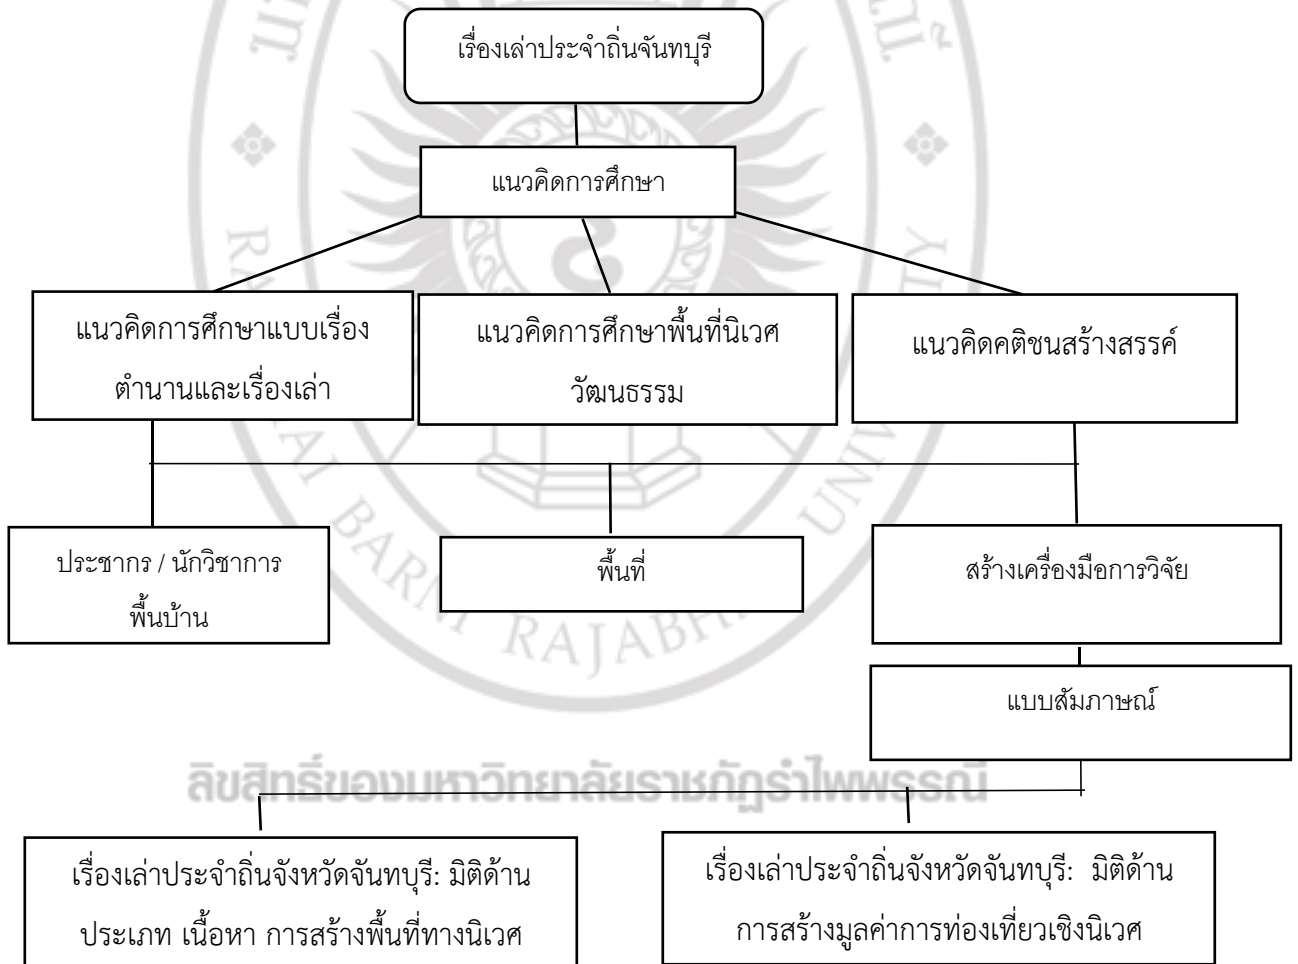 เรื่องเล่าประจำถิ่นจันทบุรี
แนวคิดการศึกษา
แนวคิดการศึกษาแบบเรื่อง
ตำนานและเรื่องเล่า
แนวคิดการศึกษาพื้นที่นิเวศ
วัฒนธรรม
แนวคิดคติชนสร้างสรรค์
ประชากร / นักวิชาการ
พื้นบ้าน
พื้นที่
สร้างเครื่องมือการวิจัย
แบบสัมภาษณ์
ลิขสิทธิ์ของมหาวิทยาลัยราชภัฏรำไพพรรณี
เรื่องเล่าประจำถิ่นจังหวัดจันทบุรี: มิติด้าน
ประเภท เนื้อหา การสร้างพื้นที่ทางนิเวศ
เรื่องเล่าประจำถิ่นจังหวัดจันทบุรี: มิติด้าน
การสร้างมูลค่าการท่องเที่ยวเชิงนิเวศ
RAJABH
BARNI